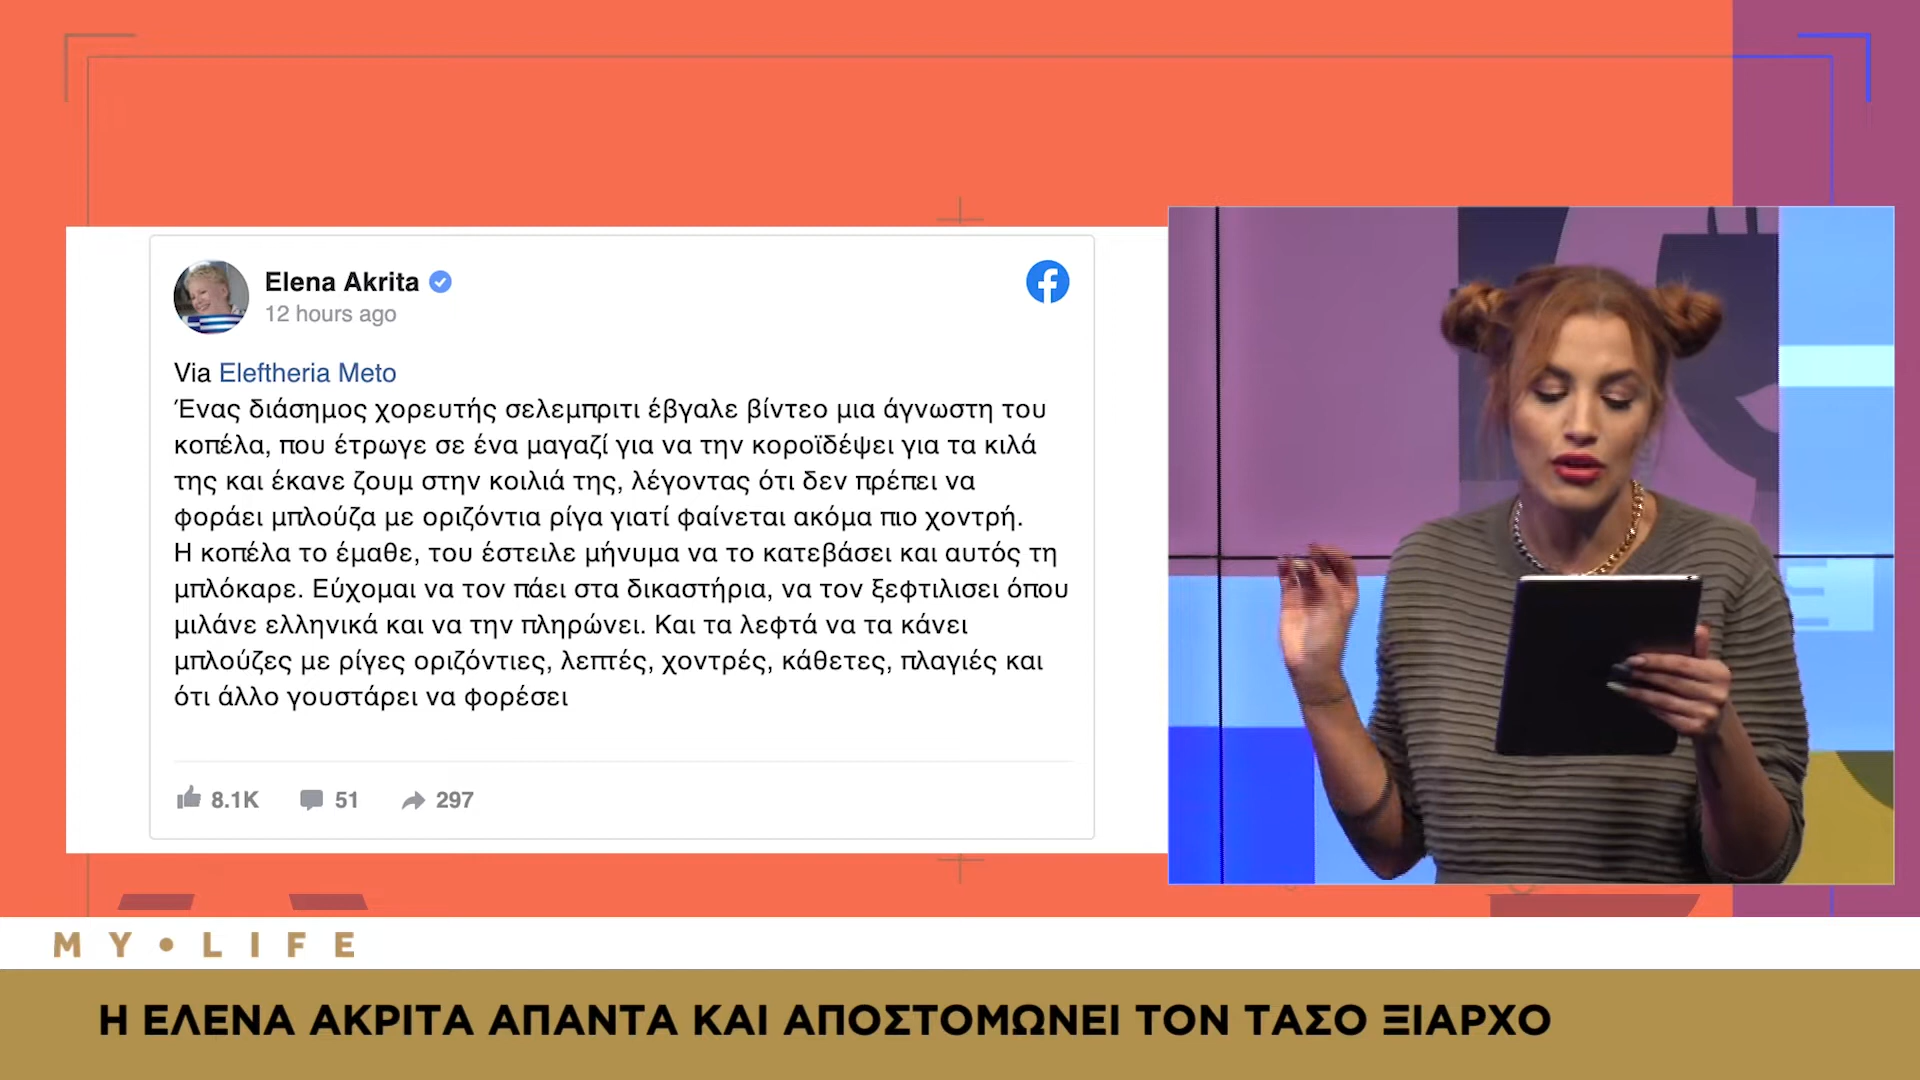 Elena Akrita
12 hours ago
Via Eleftheria Meto
Ένας διάσημος χορευτής σελεμπριτι έβγαλε βίντεο μια άγνωστη του
κοπέλα, που έτρωγε σε ένα μαγαζί για να την κοροϊδέψει για τα κιλά
της και έκανε ζουμ στην κοιλιά της, λέγοντας ότι δεν πρέπει να
φοράει μπλούζα με οριζόντια ρίγα γιατί φαίνεται ακόμα πιο χοντρή.
Η κοπέλα το έμαθε, του έστειλε μήνυμα να το κατεβάσει και αυτός τη
μπλόκαρε. Εύχομαι να τον πάει στα δικαστήρια, να τον ξεφτιλισει όπου
μιλάνε ελληνικά και να την πληρώνει. Και τα λεφτά να τα κάνει
μπλούζες με ρίγες οριζόντιες, λεπτές, χοντρές, κάθετες, πλαγιές και
ότι άλλο γουστάρει να φορέσει
8.1K 51 297
MY • LIFE
Η ΕΛΕΝΑ ΑΚΡΙΤΑ ΑΠΑΝΤΑ ΚΑΙ ΑΠΟΣΤΟΜΩΝΕΙ ΤΟΝ ΤΑΣΟ ΞΙΑΡΧΟ